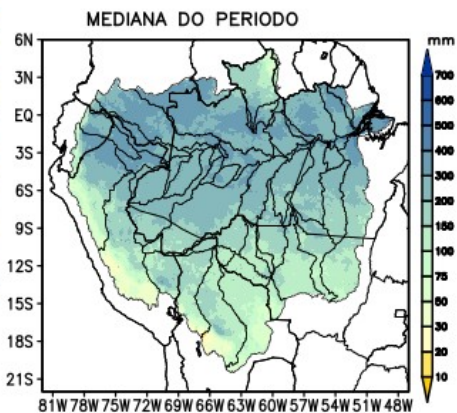 MEDIANA DO PERIODO
mm
6N
3N
EQ
3S
6S
9S
12S
15S
18S
21S
81W 78W 75W 72W 69W 66W 63W 60W 57W 54W 51W 48W
700
600
500
400
300
200
150
100
75
50
30
20
10